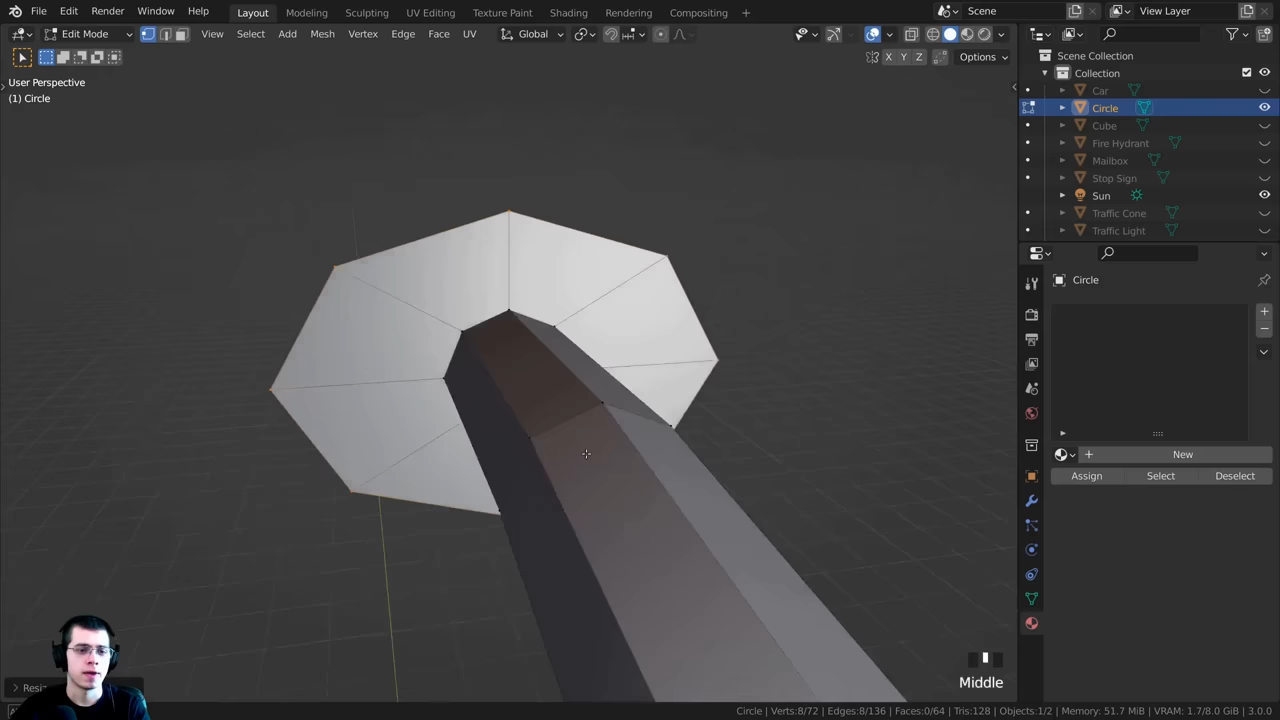 File Edit Render Window Help
Layout Modeling Sculpting UV Editing Texture Paint Shading Rendering Compositing +
Scene
View Layer
Edit Mode
View Select Add Mesh Vertex Edge Face UV
Global
X Y Z
Options
User Perspective
(1) Circle
Scene Collection
Collection
Car
Circle
Cube
Fire Hydrant
Mailbox
Stop Sign
Sun
Traffic Cone
Traffic Light
Circle
New
Assign Select Deselect
Middle
Circle | Verts:8/72 | Edges:8/136 | Faces:0/64 | Tris:128 | Objects:1/2 | Memory: 51.7 MiB | VRAM: 1.7/8.0 GiB | 3.0.0